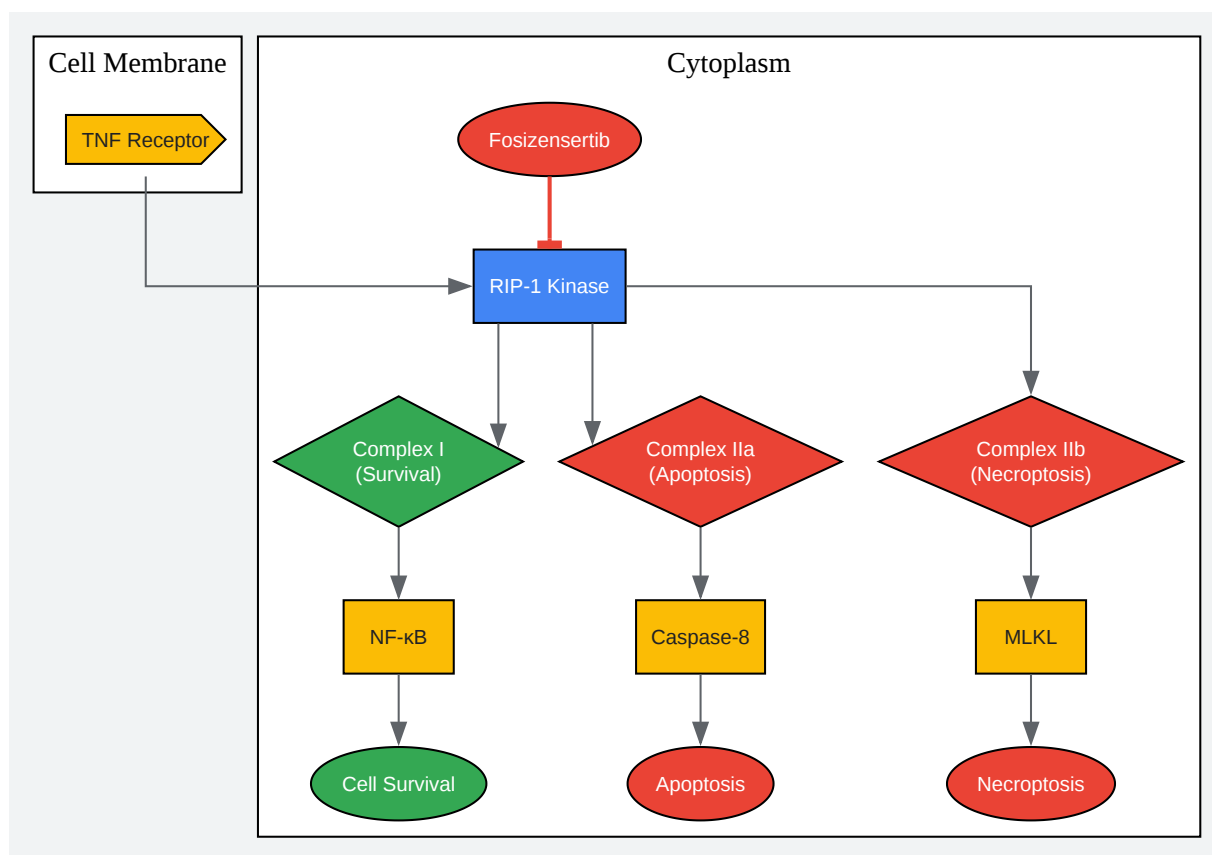 Cell Membrane
Cytoplasm
TNF Receptor
Fosizensertib
RIP-1 Kinase
Complex I
(Survival)
Complex IIa
(Apoptosis)
Complex IIb
(Necroptosis)
NF-κB
Caspase-8
MLKL
Cell Survival
Apoptosis
Necroptosis